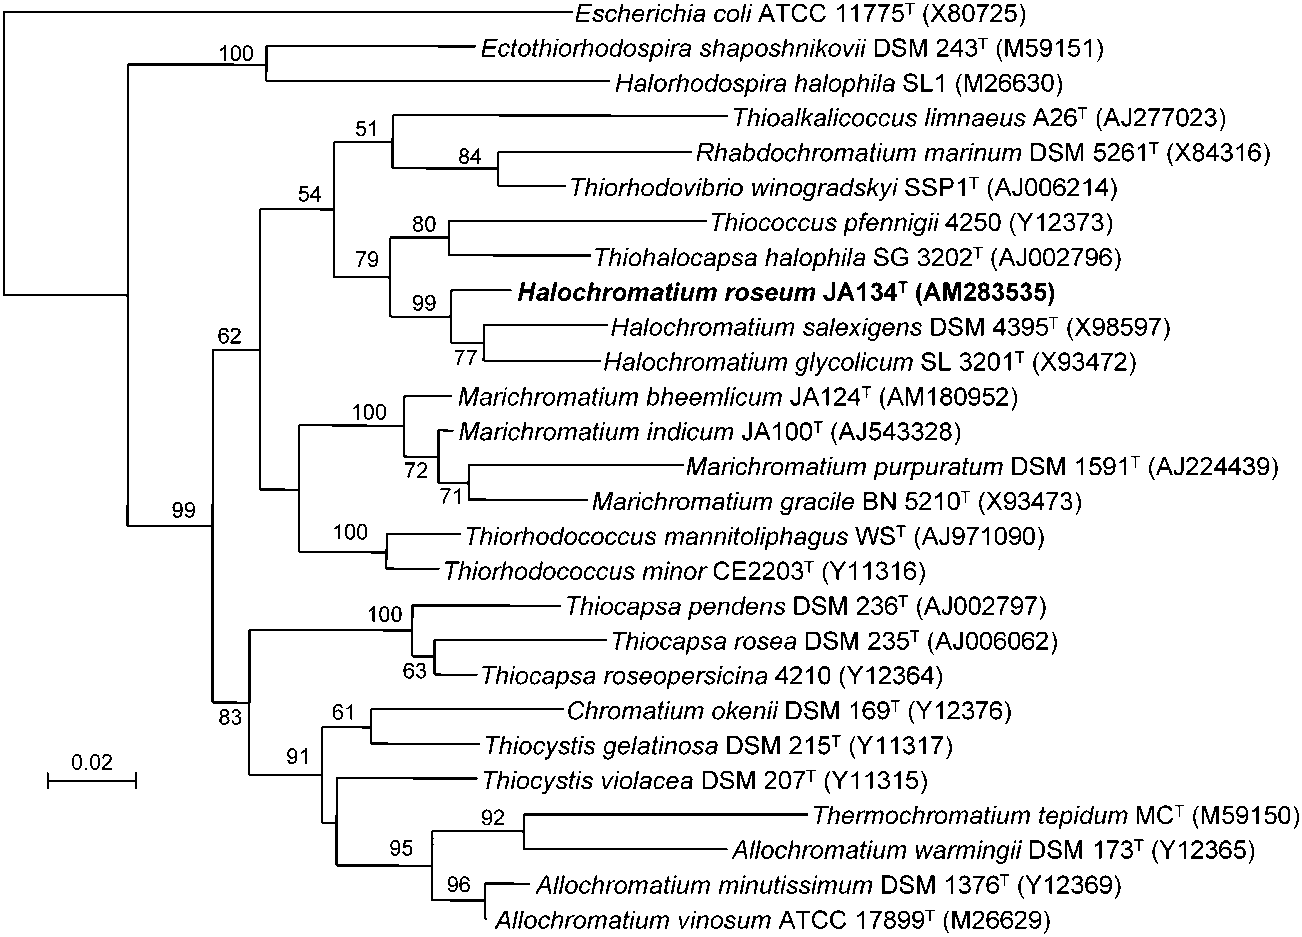 Escherichia coli ATCC 11775ᵀ (X80725)
100 Ectothiorhodospira shaposhnikovii DSM 243ᵀ (M59151)
Halorhodospira halophila SL1 (M26630)
51 Thioalkalicoccus limnaeus A26ᵀ (AJ277023)
84 Rhabdochromatium marinum DSM 5261ᵀ (X84316)
54 Thiorhodovibrio winogradskyi SSP1ᵀ (AJ006214)
80 Thiococcus pfennigii 4250 (Y12373)
79 Thiohalocapsa halophila SG 3202ᵀ (AJ002796)
99 Halochromatium roseum JA134ᵀ (AM283535)
62 Halochromatium salexigens DSM 4395ᵀ (X98597)
77 Halochromatium glycolicum SL 3201ᵀ (X93472)
100 Marichromatium bheemlicum JA124ᵀ (AM180952)
Marichromatium indicum JA100ᵀ (AJ543328)
72 Marichromatium purpuratum DSM 1591ᵀ (AJ224439)
99 71 Marichromatium gracile BN 5210ᵀ (X93473)
100 Thiorhodococcus mannitoliphagus WSᵀ (AJ971090)
Thiorhodococcus minor CE2203ᵀ (Y11316)
100 Thiocapsa pendens DSM 236ᵀ (AJ002797)
Thiocapsa rosea DSM 235ᵀ (AJ006062)
63 Thiocapsa roseopersicina 4210 (Y12364)
83 61 Chromatium okenii DSM 169ᵀ (Y12376)
91 Thiocystis gelatinosa DSM 215ᵀ (Y11317)
0.02 Thiocystis violacea DSM 207ᵀ (Y11315)
92 Thermochromatium tepidum MCᵀ (M59150)
95 Allochromatium warmingii DSM 173ᵀ (Y12365)
96 Allochromatium minutissimum DSM 1376ᵀ (Y12369)
Allochromatium vinosum ATCC 17899ᵀ (M26629)